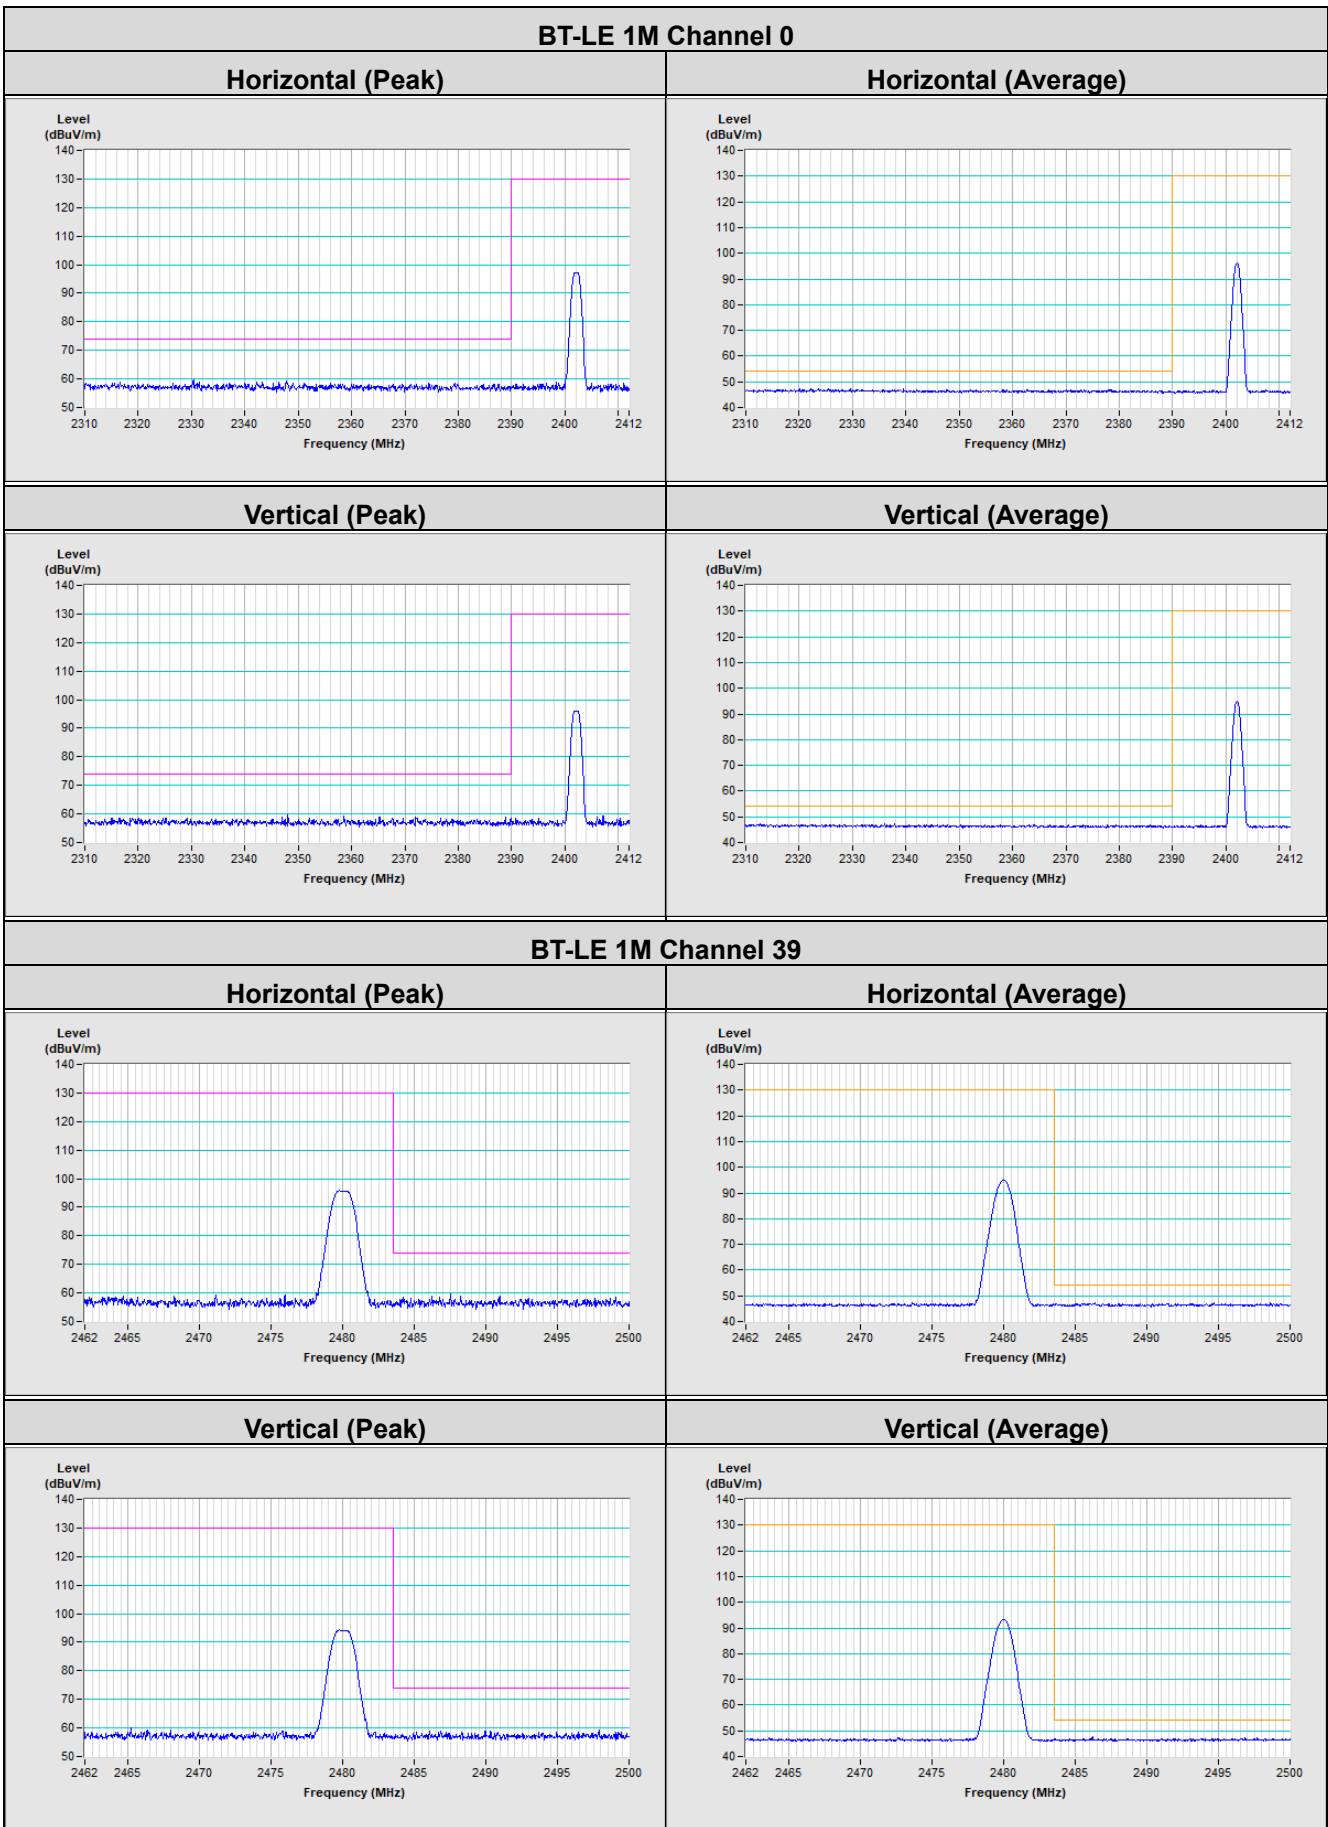 BT-LE 1M Channel 0
Horizontal (Peak)
Horizontal (Average)
Level
(dBuV/m)
140
130
120
110
100
90
80
70
60
50
2310 2320 2330 2340 2350 2360 2370 2380 2390 2400 2412
Frequency (MHz)
Level
(dBuV/m)
140
130
120
110
100
90
80
70
60
50
40
2310 2320 2330 2340 2350 2360 2370 2380 2390 2400 2412
Frequency (MHz)
Vertical (Peak)
Vertical (Average)
Level
(dBuV/m)
140
130
120
110
100
90
80
70
60
50
2310 2320 2330 2340 2350 2360 2370 2380 2390 2400 2412
Frequency (MHz)
Level
(dBuV/m)
140
130
120
110
100
90
80
70
60
50
40
2310 2320 2330 2340 2350 2360 2370 2380 2390 2400 2412
Frequency (MHz)
BT-LE 1M Channel 39
Horizontal (Peak)
Horizontal (Average)
Level
(dBuV/m)
140
130
120
110
100
90
80
70
60
50
2462 2465 2470 2475 2480 2485 2490 2495 2500
Frequency (MHz)
Level
(dBuV/m)
140
130
120
110
100
90
80
70
60
50
40
2462 2465 2470 2475 2480 2485 2490 2495 2500
Frequency (MHz)
Vertical (Peak)
Vertical (Average)
Level
(dBuV/m)
140
130
120
110
100
90
80
70
60
50
2462 2465 2470 2475 2480 2485 2490 2495 2500
Frequency (MHz)
Level
(dBuV/m)
140
130
120
110
100
90
80
70
60
50
40
2462 2465 2470 2475 2480 2485 2490 2495 2500
Frequency (MHz)